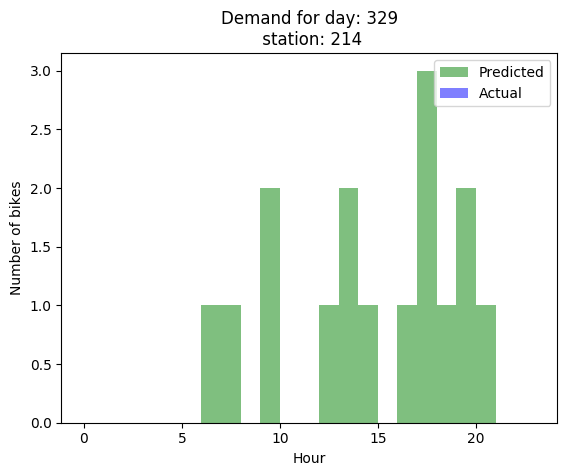 Demand for day: 329
station: 214
Predicted
Actual
Number of bikes
3.0
2.5
2.0
1.5
1.0
0.5
0.0
0
5
10
15
20
Hour